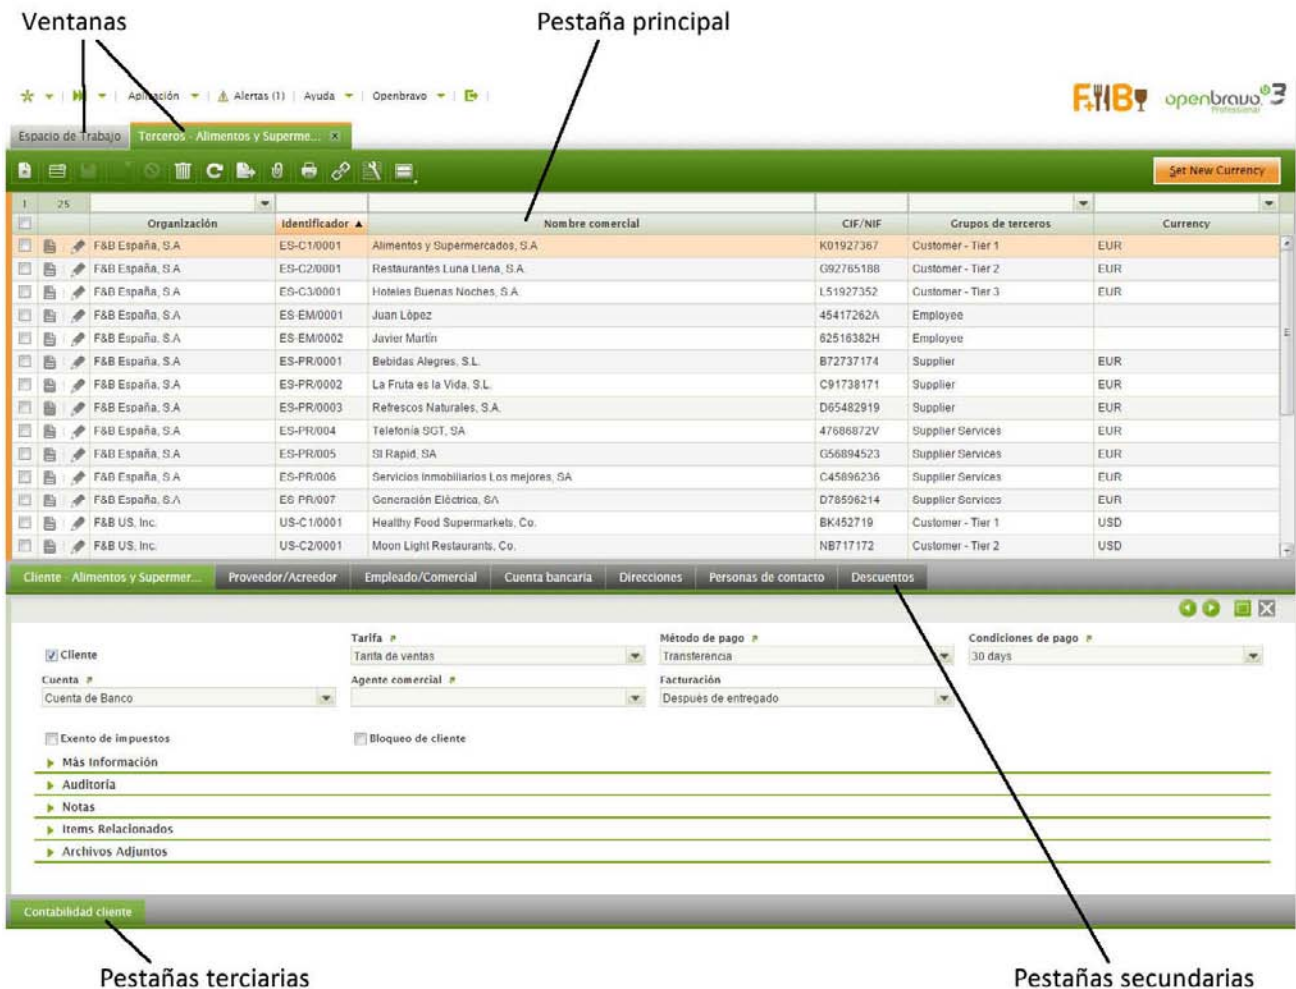 Ventanas
Pestaña principal
Aplicación Alertas (1) Ayuda Openbravo
F&B openbravo 3
Professional
Espacio de Trabajo Terceros - Alimentos y Superme...
Set New Currency
1 25
Organización Identificador Nombre comercial CIF/NIF Grupos de terceros Currency
F&B España, S.A ES-C1/0001 Alimentos y Supermercados, S.A K01927367 Customer - Tier 1 EUR
F&B España, S.A ES-C2/0001 Restaurantes Luna Llena, S.A. G92765188 Customer - Tier 2 EUR
F&B España, S.A ES-C3/0001 Hoteles Buenas Noches, S.A. L51927352 Customer - Tier 3 EUR
F&B España, S.A ES-EM/0001 Juan López 45417262A Employee
F&B España, S.A ES-EM/0002 Javier Martín 62516382H Employee
F&B España, S.A ES-PR/0001 Bebidas Alegres, S.L. B72737174 Supplier EUR
F&B España, S.A ES-PR/0002 La Fruta es la Vida, S.L. C91738171 Supplier EUR
F&B España, S.A ES-PR/0003 Refrescos Naturales, S.A. D65482919 Supplier EUR
F&B España, S.A ES-PR/004 Telefonía SGT, SA 47686872V Supplier Services EUR
F&B España, S.A ES-PR/005 SI Rapid, SA G56894523 Supplier Services EUR
F&B España, S.A ES-PR/006 Servicios Inmobiliarios Los mejores, SA C45896236 Supplier Services EUR
F&B España, S.A ES-PR/007 Generación Eléctrica, SA D78596214 Supplier Services EUR
F&B US, Inc. US-C1/0001 Healthy Food Supermarkets, Co. BK452719 Customer - Tier 1 USD
F&B US, Inc. US-C2/0001 Moon Light Restaurants, Co. NB717172 Customer - Tier 2 USD
Cliente - Alimentos y Supermer... Proveedor/Acreedor Empleado/Comercial Cuenta bancaria Direcciones Personas de contacto Descuentos
Tarifa Método de pago Condiciones de pago
Cliente Tarifa de ventas Transferencia 30 days
Cuenta Agente comercial Facturación
Cuenta de Banco Después de entregado
Exento de impuestos Bloqueo de cliente
Más Información
Auditoría
Notas
Items Relacionados
Archivos Adjuntos
Contabilidad cliente
Pestañas terciarias Pestañas secundarias